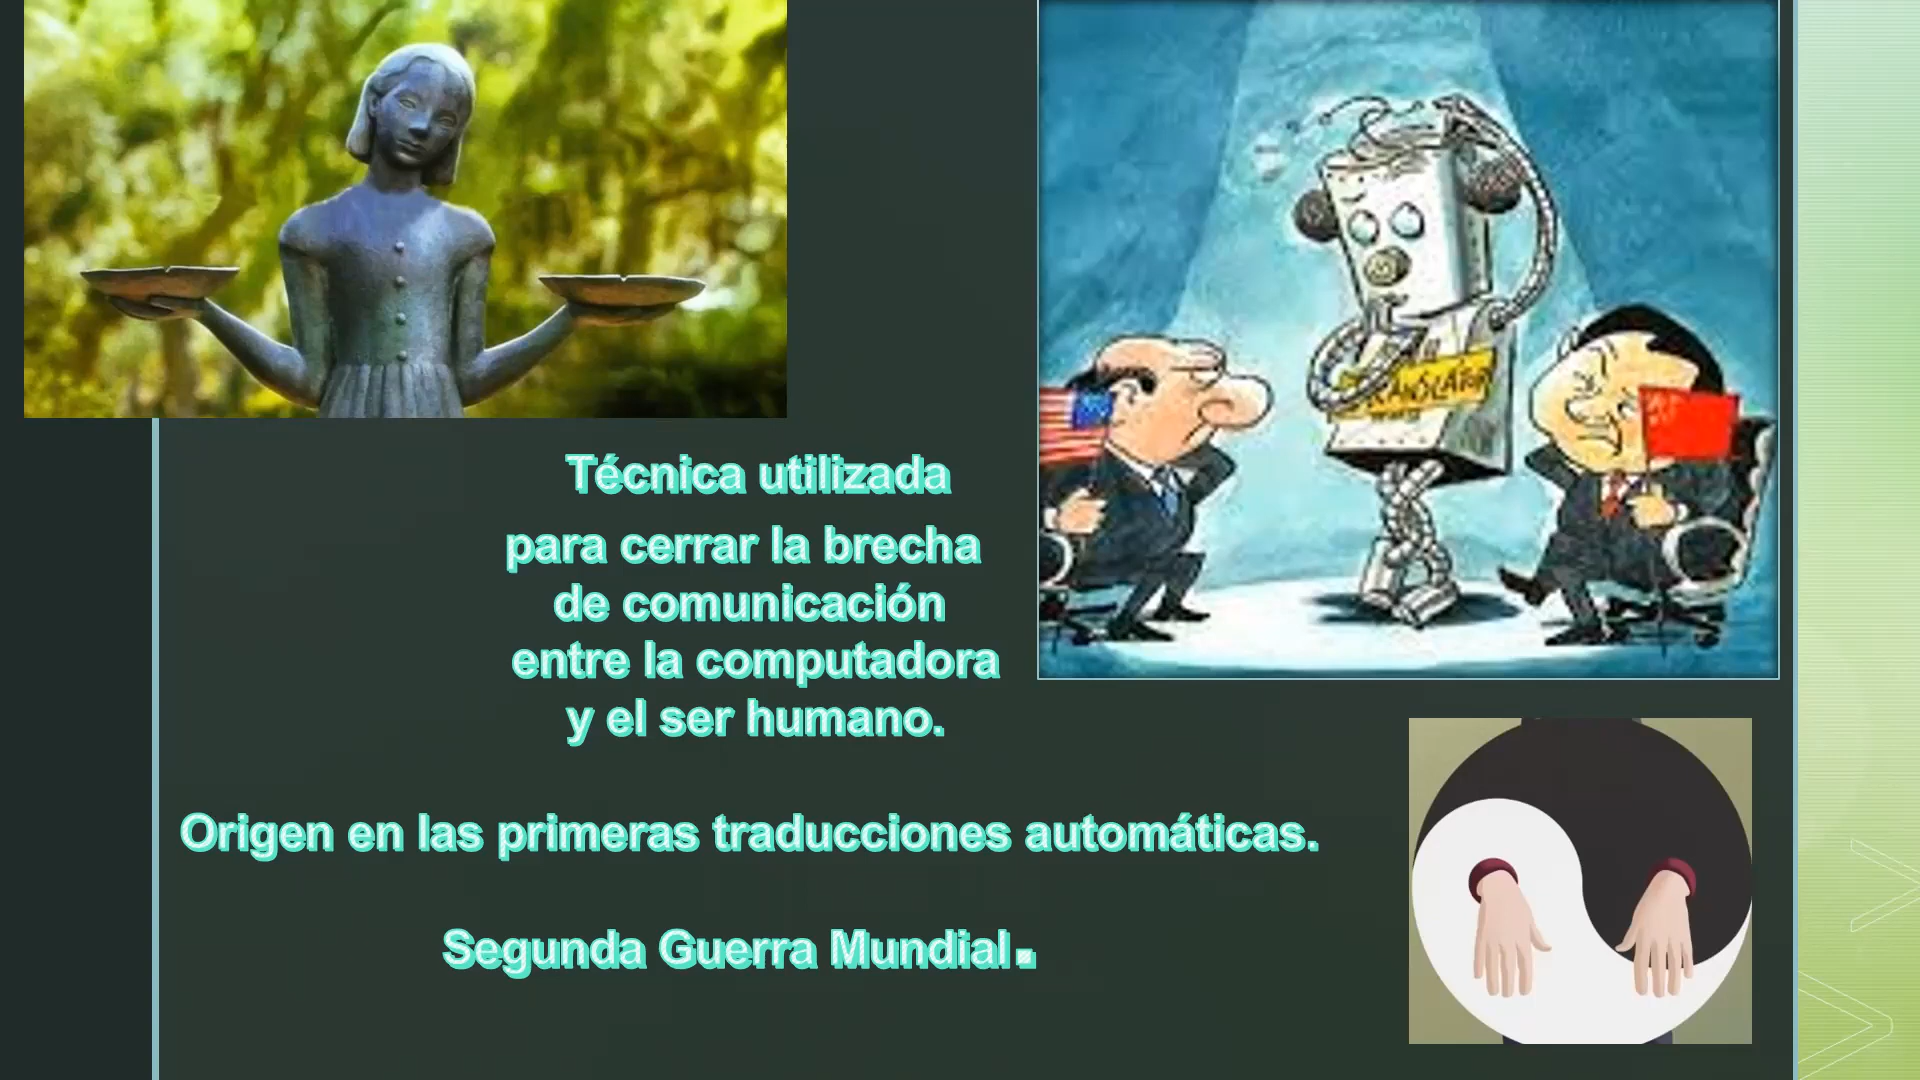 TRANSLATOR
Técnica utilizada
para cerrar la brecha
de comunicación
entre la computadora
y el ser humano.
Origen en las primeras traducciones automáticas.
Segunda Guerra Mundial.